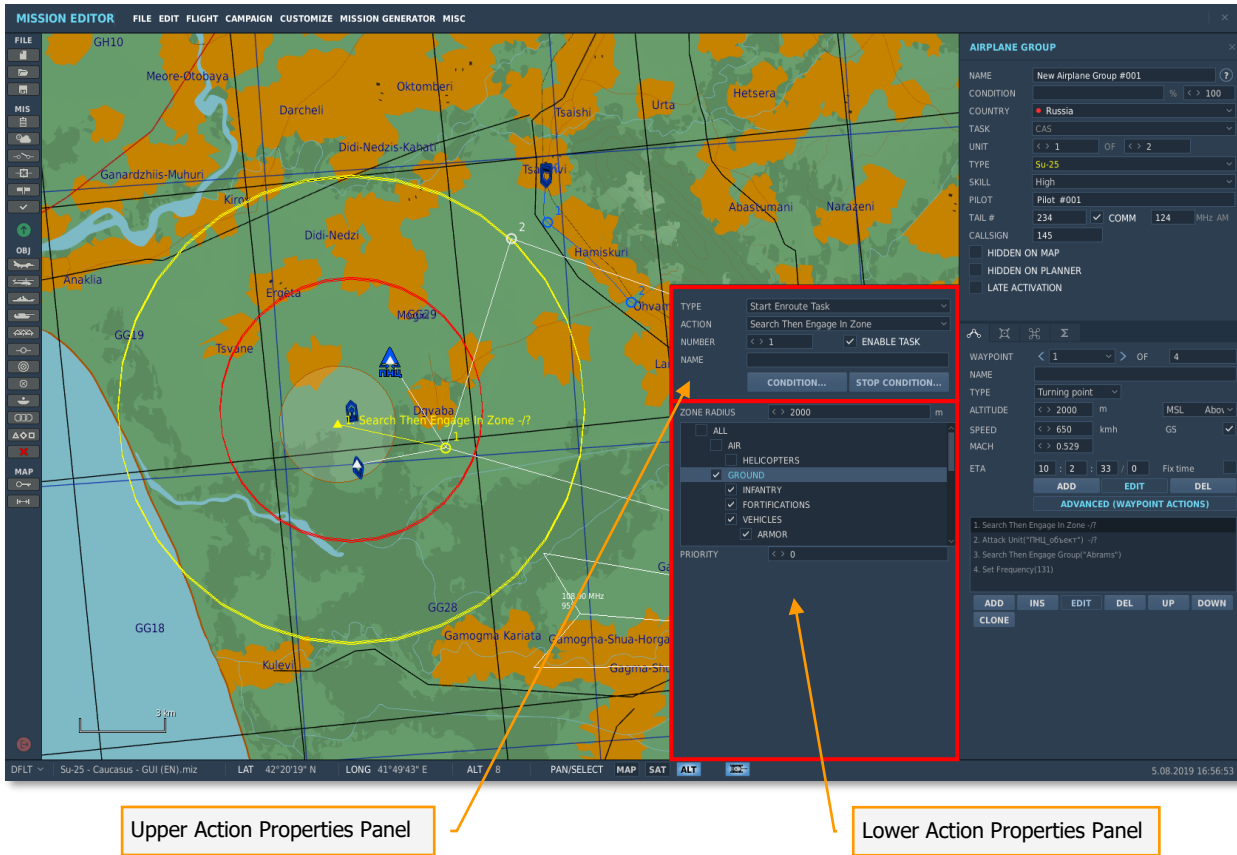 MISSION EDITOR FILE EDIT FLIGHT CAMPAIGN CUSTOMIZE MISSION GENERATOR MISC
FILE
MIS
OBJ
MAP
GH10
Meore-Otobaya
Oktomberi
Darcheli
Tsaishi
Urta
Hetsera
Didi-Nedzis-Kahati
Ganardzhiis-Muhuri
Kirov
1
2
Abastumani
Narazeni
Didi-Nedzi
Hamiskuri
Anaklia
Ergeta
2
GG29
GG19
Tsvane
ПНЦ
Dgvaba
1. Search Then Engage In Zone -/?
1
108.00 MHz
95°
GG28
GG18
Gamogma Kariata
Gamogma-Shua-Horga
Kulevi
3 km
TYPE Start Enroute Task
ACTION Search Then Engage In Zone
NUMBER < > 1 ENABLE TASK
NAME
CONDITION... STOP CONDITION...
ZONE RADIUS < > 2000 m
ALL
AIR
HELICOPTERS
GROUND
INFANTRY
FORTIFICATIONS
VEHICLES
ARMOR
PRIORITY < > 0
AIRPLANE GROUP
NAME New Airplane Group #001 ?
CONDITION % < > 100
COUNTRY Russia
TASK CAS
UNIT < > 1 OF < > 2
TYPE Su-25
SKILL High
PILOT Pilot #001
TAIL # 234 COMM 124 MHz AM
CALLSIGN 145
HIDDEN ON MAP
HIDDEN ON PLANNER
LATE ACTIVATION
WAYPOINT < 1 > OF 4
NAME
TYPE Turning point
ALTITUDE < > 2000 m MSL
SPEED < > 650 kmh GS
MACH < > 0.529
ETA 10 : 2 : 33 / 0 Fix time
ADD EDIT DEL
ADVANCED (WAYPOINT ACTIONS)
1. Search Then Engage In Zone -/?
2. Attack Unit("ПНЦ_объект") -/?
3. Search Then Engage Group("Abrams")
4. Set Frequency(131)
ADD INS EDIT DEL UP DOWN
CLONE
DFLT Su-25 - Caucasus - GUI (EN).miz LAT 42°20'19" N LONG 41°49'43" E ALT 8 PAN/SELECT MAP SAT ALT 5.08.2019 16:56:53
Upper Action Properties Panel
Lower Action Properties Panel